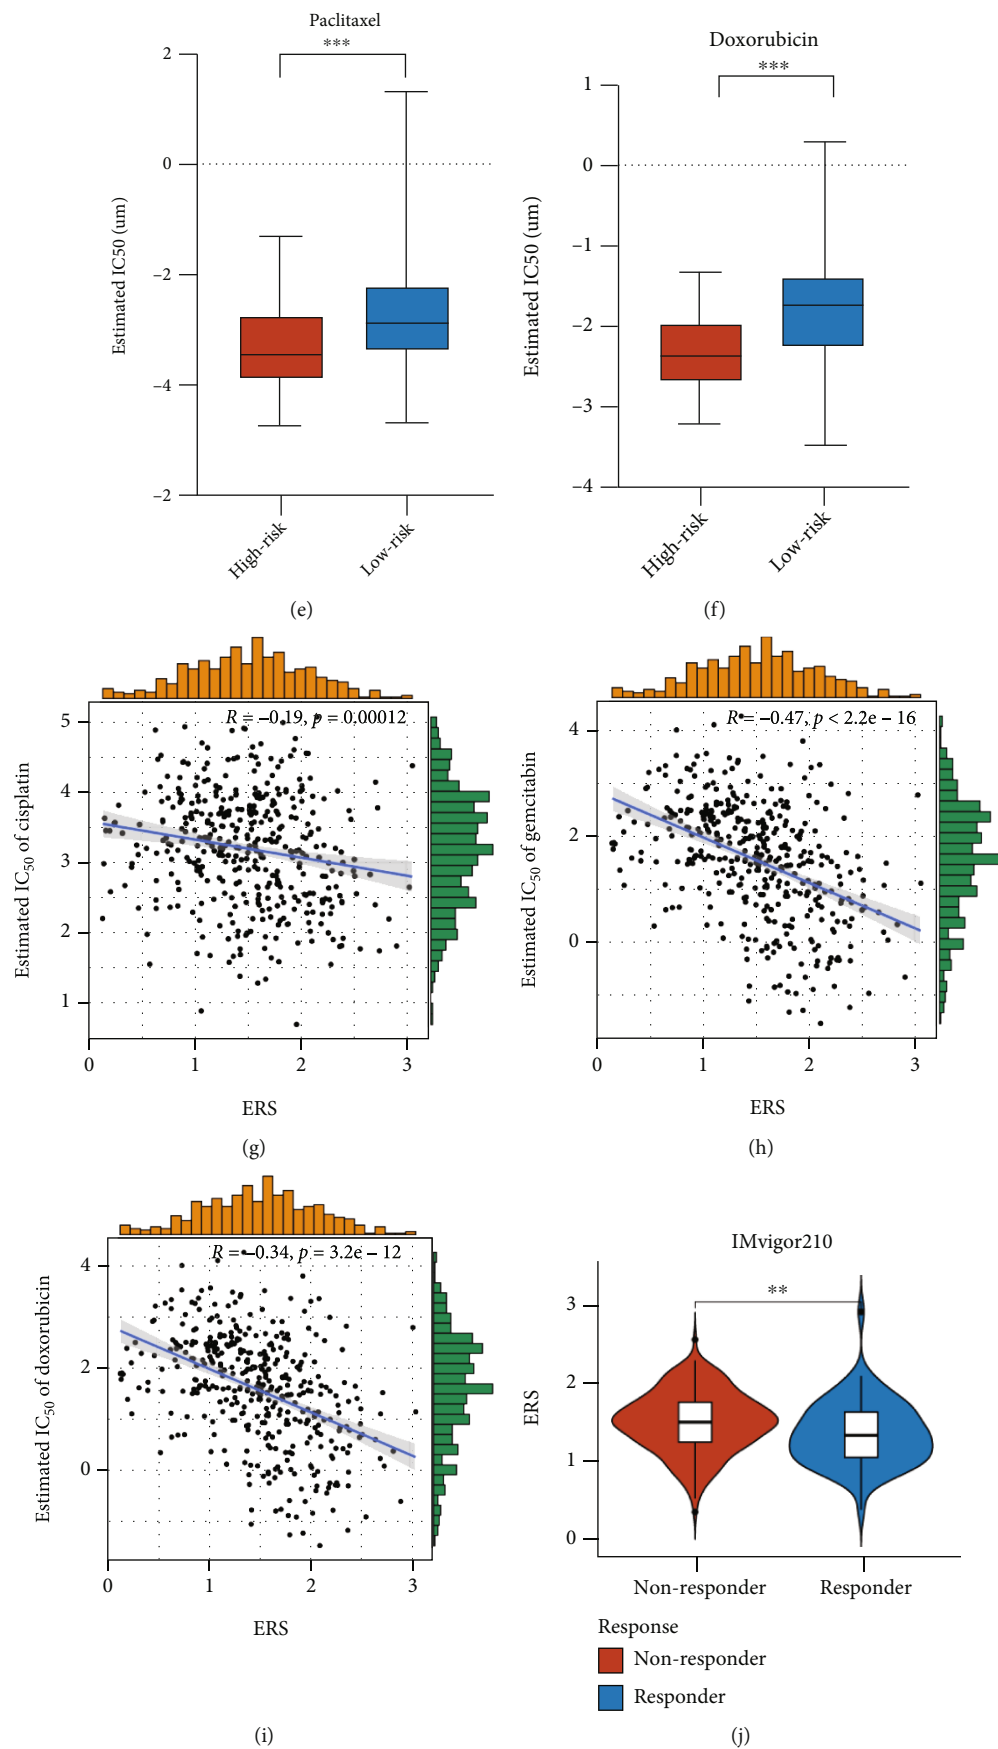 Paclitaxel
***
2
0
−2
−4
−2
Estimated IC50 (um)
High-risk
Low-risk
(e)
Doxorubicin
***
1
0
−1
−2
−3
−4
Estimated IC50 (um)
High-risk
Low-risk
(f)
R = −0.19, p = 0.00012
5
4
3
2
1
Estimated IC50 of cisplatin
0 1 2 3
ERS
(g)
R = −0.47, p < 2.2e − 16
4
2
0
Estimated IC50 of gemcitabin
0 1 2 3
ERS
(h)
R = −0.34, p = 3.2e − 12
4
2
0
Estimated IC50 of doxorubicin
0 1 2 3
ERS
(i)
IMvigor210
**
3
2
1
0
ERS
Non-responder Responder
Response
Non-responder
Responder
(j)